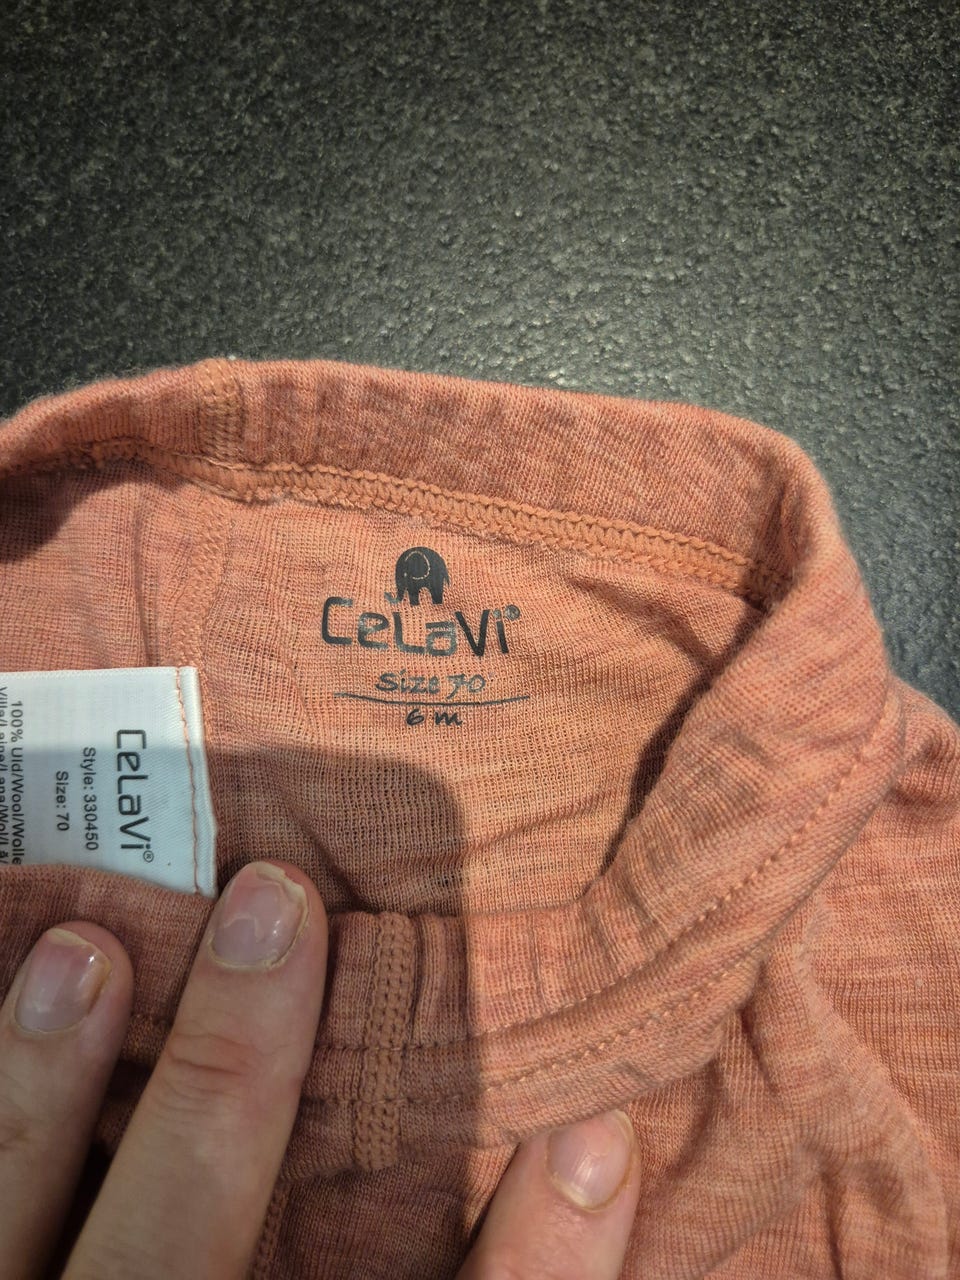 CeLaVi®
Size 70
6 m
CeLaVi®
Style: 330450
Size: 70
100% Uld/Wool/Wolle